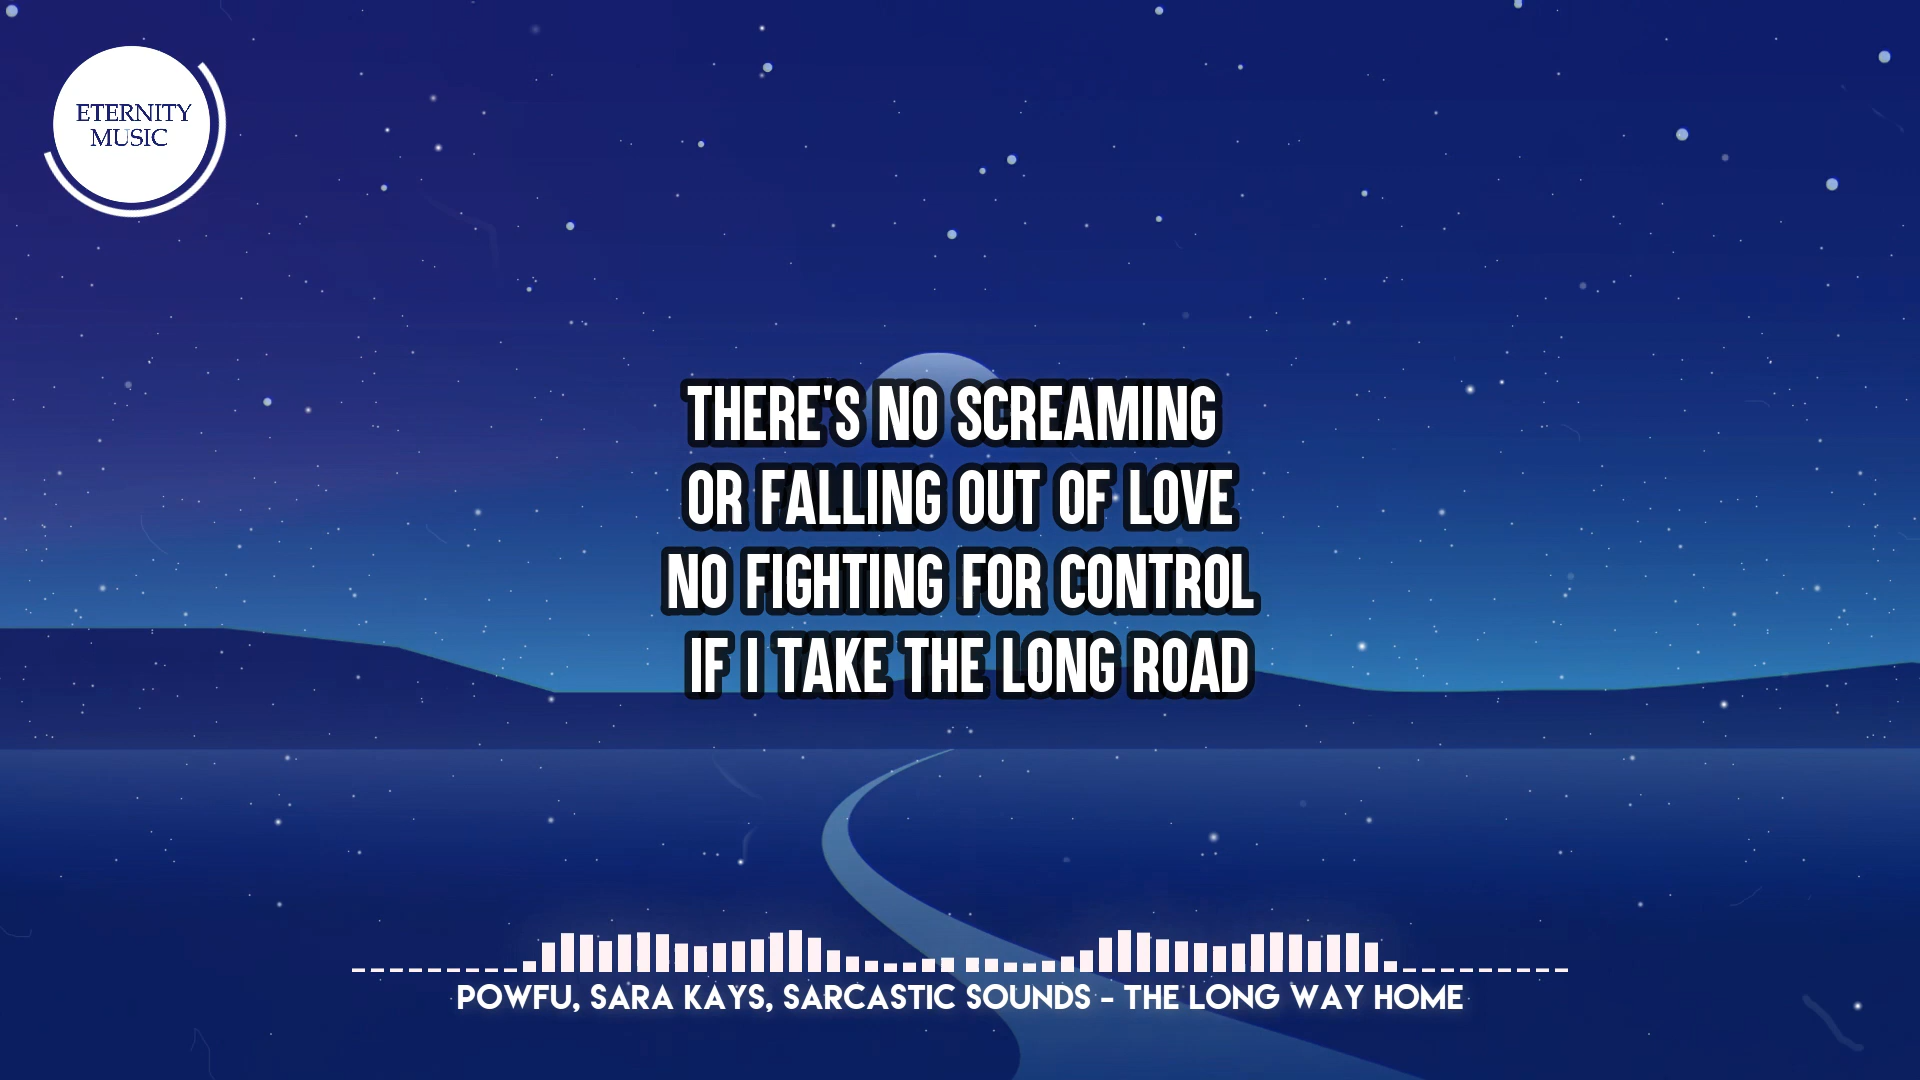 ETERNITY
MUSIC
THERE'S NO SCREAMING
OR FALLING OUT OF LOVE
NO FIGHTING FOR CONTROL
IF I TAKE THE LONG ROAD
POWFU, SARA KAYS, SARCASTIC SOUNDS - THE LONG WAY HOME